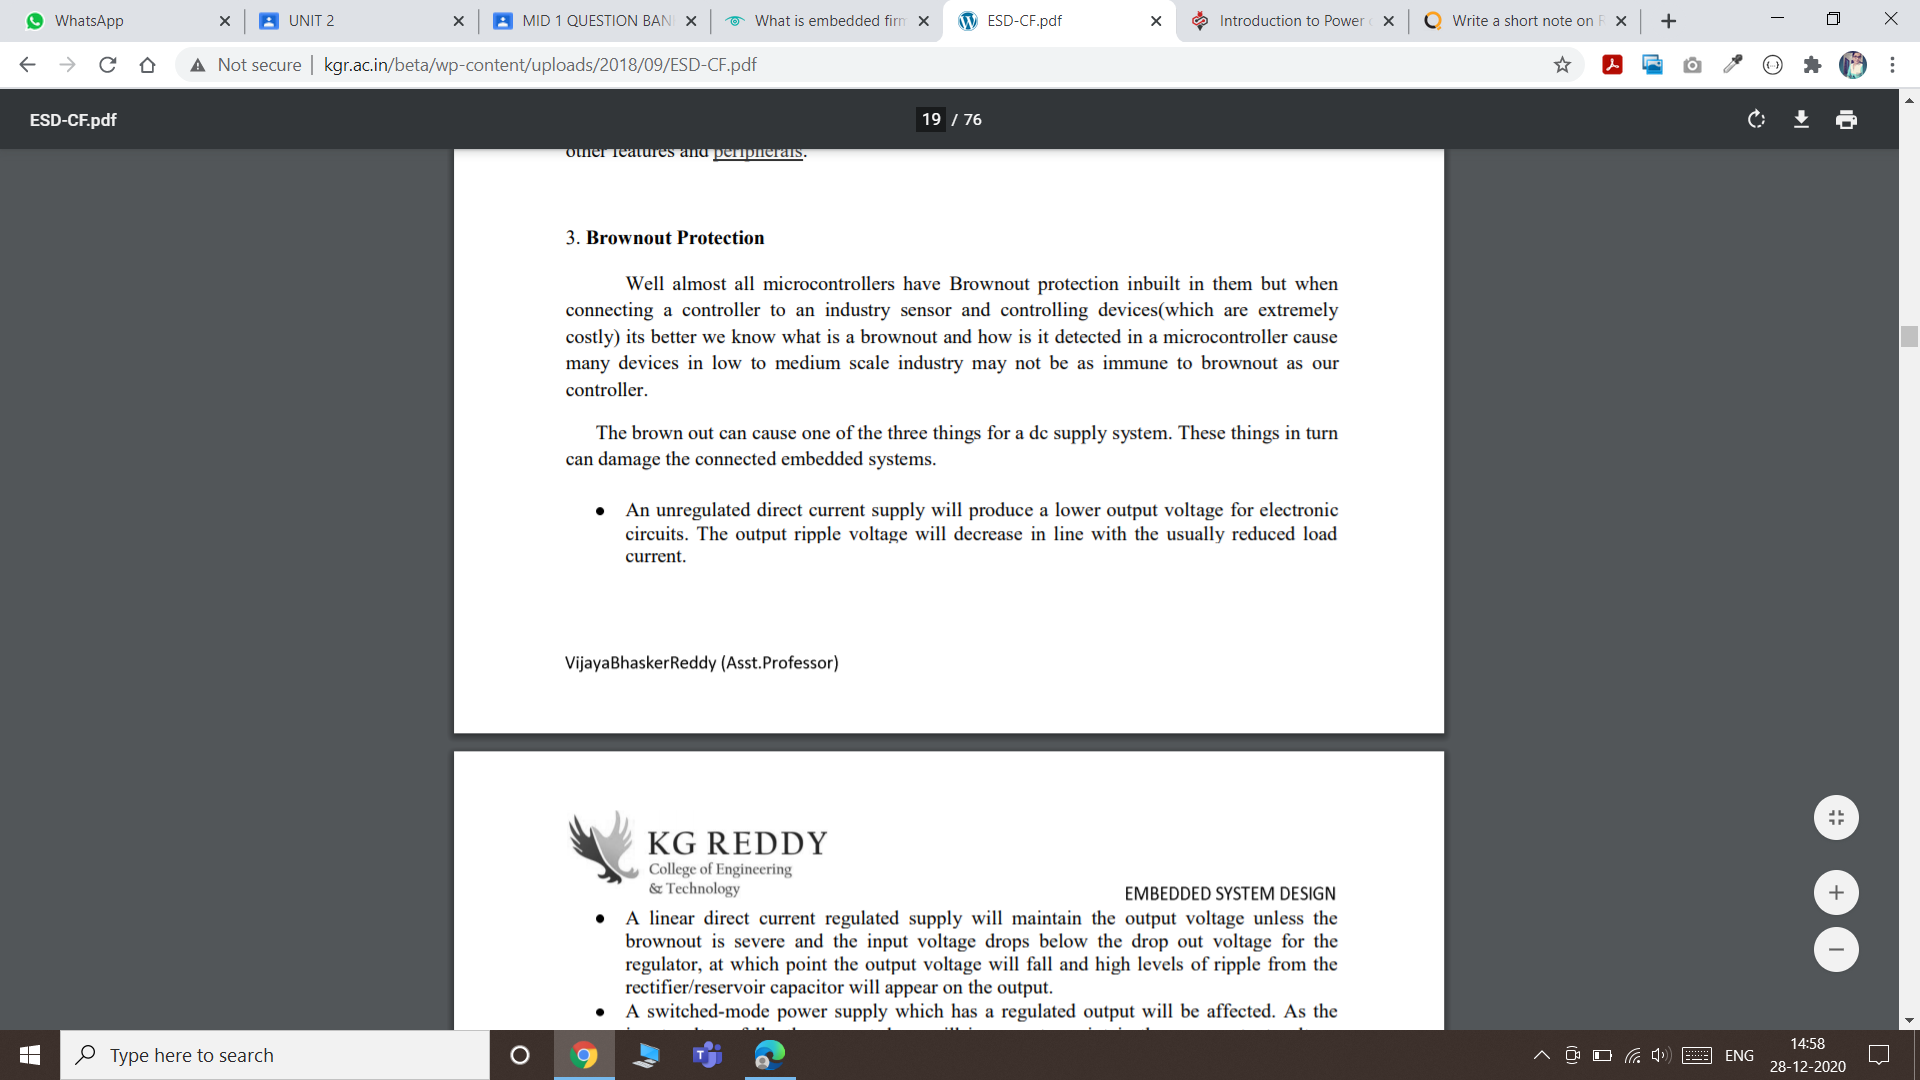 WhatsApp
UNIT 2
MID 1 QUESTION BAN
What is embedded firm
ESD-CF.pdf
Introduction to Power
Write a short note on R
Not secure
kgr.ac.in/beta/wp-content/uploads/2018/09/ESD-CF.pdf
ESD-CF.pdf
19 / 76
other features and peripherals.
3. Brownout Protection
Well almost all microcontrollers have Brownout protection inbuilt in them but when
connecting a controller to an industry sensor and controlling devices(which are extremely
costly) its better we know what is a brownout and how is it detected in a microcontroller cause
many devices in low to medium scale industry may not be as immune to brownout as our
controller.
The brown out can cause one of the three things for a dc supply system. These things in turn
can damage the connected embedded systems.
• An unregulated direct current supply will produce a lower output voltage for electronic
circuits. The output ripple voltage will decrease in line with the usually reduced load
current.
VijayaBhaskerReddy (Asst.Professor)
KG REDDY
College of Engineering
& Technology
EMBEDDED SYSTEM DESIGN
• A linear direct current regulated supply will maintain the output voltage unless the
brownout is severe and the input voltage drops below the drop out voltage for the
regulator, at which point the output voltage will fall and high levels of ripple from the
rectifier/reservoir capacitor will appear on the output.
• A switched-mode power supply which has a regulated output will be affected. As the
Type here to search
ENG
14:58
28-12-2020